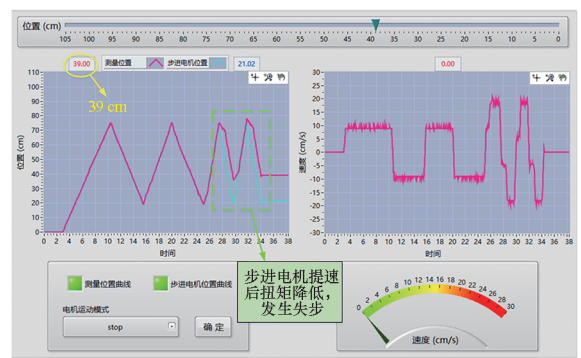 位置 (cm)
105 100 95 90 85 80 75 70 65 60 55 50 45 40 35 30 25 20 15 10 5 0
39.00 测量位置 步进电机位置 21.02
0.00
39 cm
110
100
90
80
70
60
50
40
30
20
10
0
位置 (cm)
0 2 4 6 8 10 12 14 16 18 20 22 24 26 28 30 32 34 36 38
时间
30
25
20
15
10
5
0
-5
-10
-15
-20
-25
-30
速度 (cm/s)
0 2 4 6 8 10 12 14 16 18 20 22 24 26 28 30 32 34 36 38
时间
测量位置曲线 步进电机位置曲线
电机运动模式
stop 确 定
步进电机提速
后扭矩降低，
发生失步
0 2 4 6 8 10 12 14 16 18 20 22 24 26 28 30
速度 (cm/s)